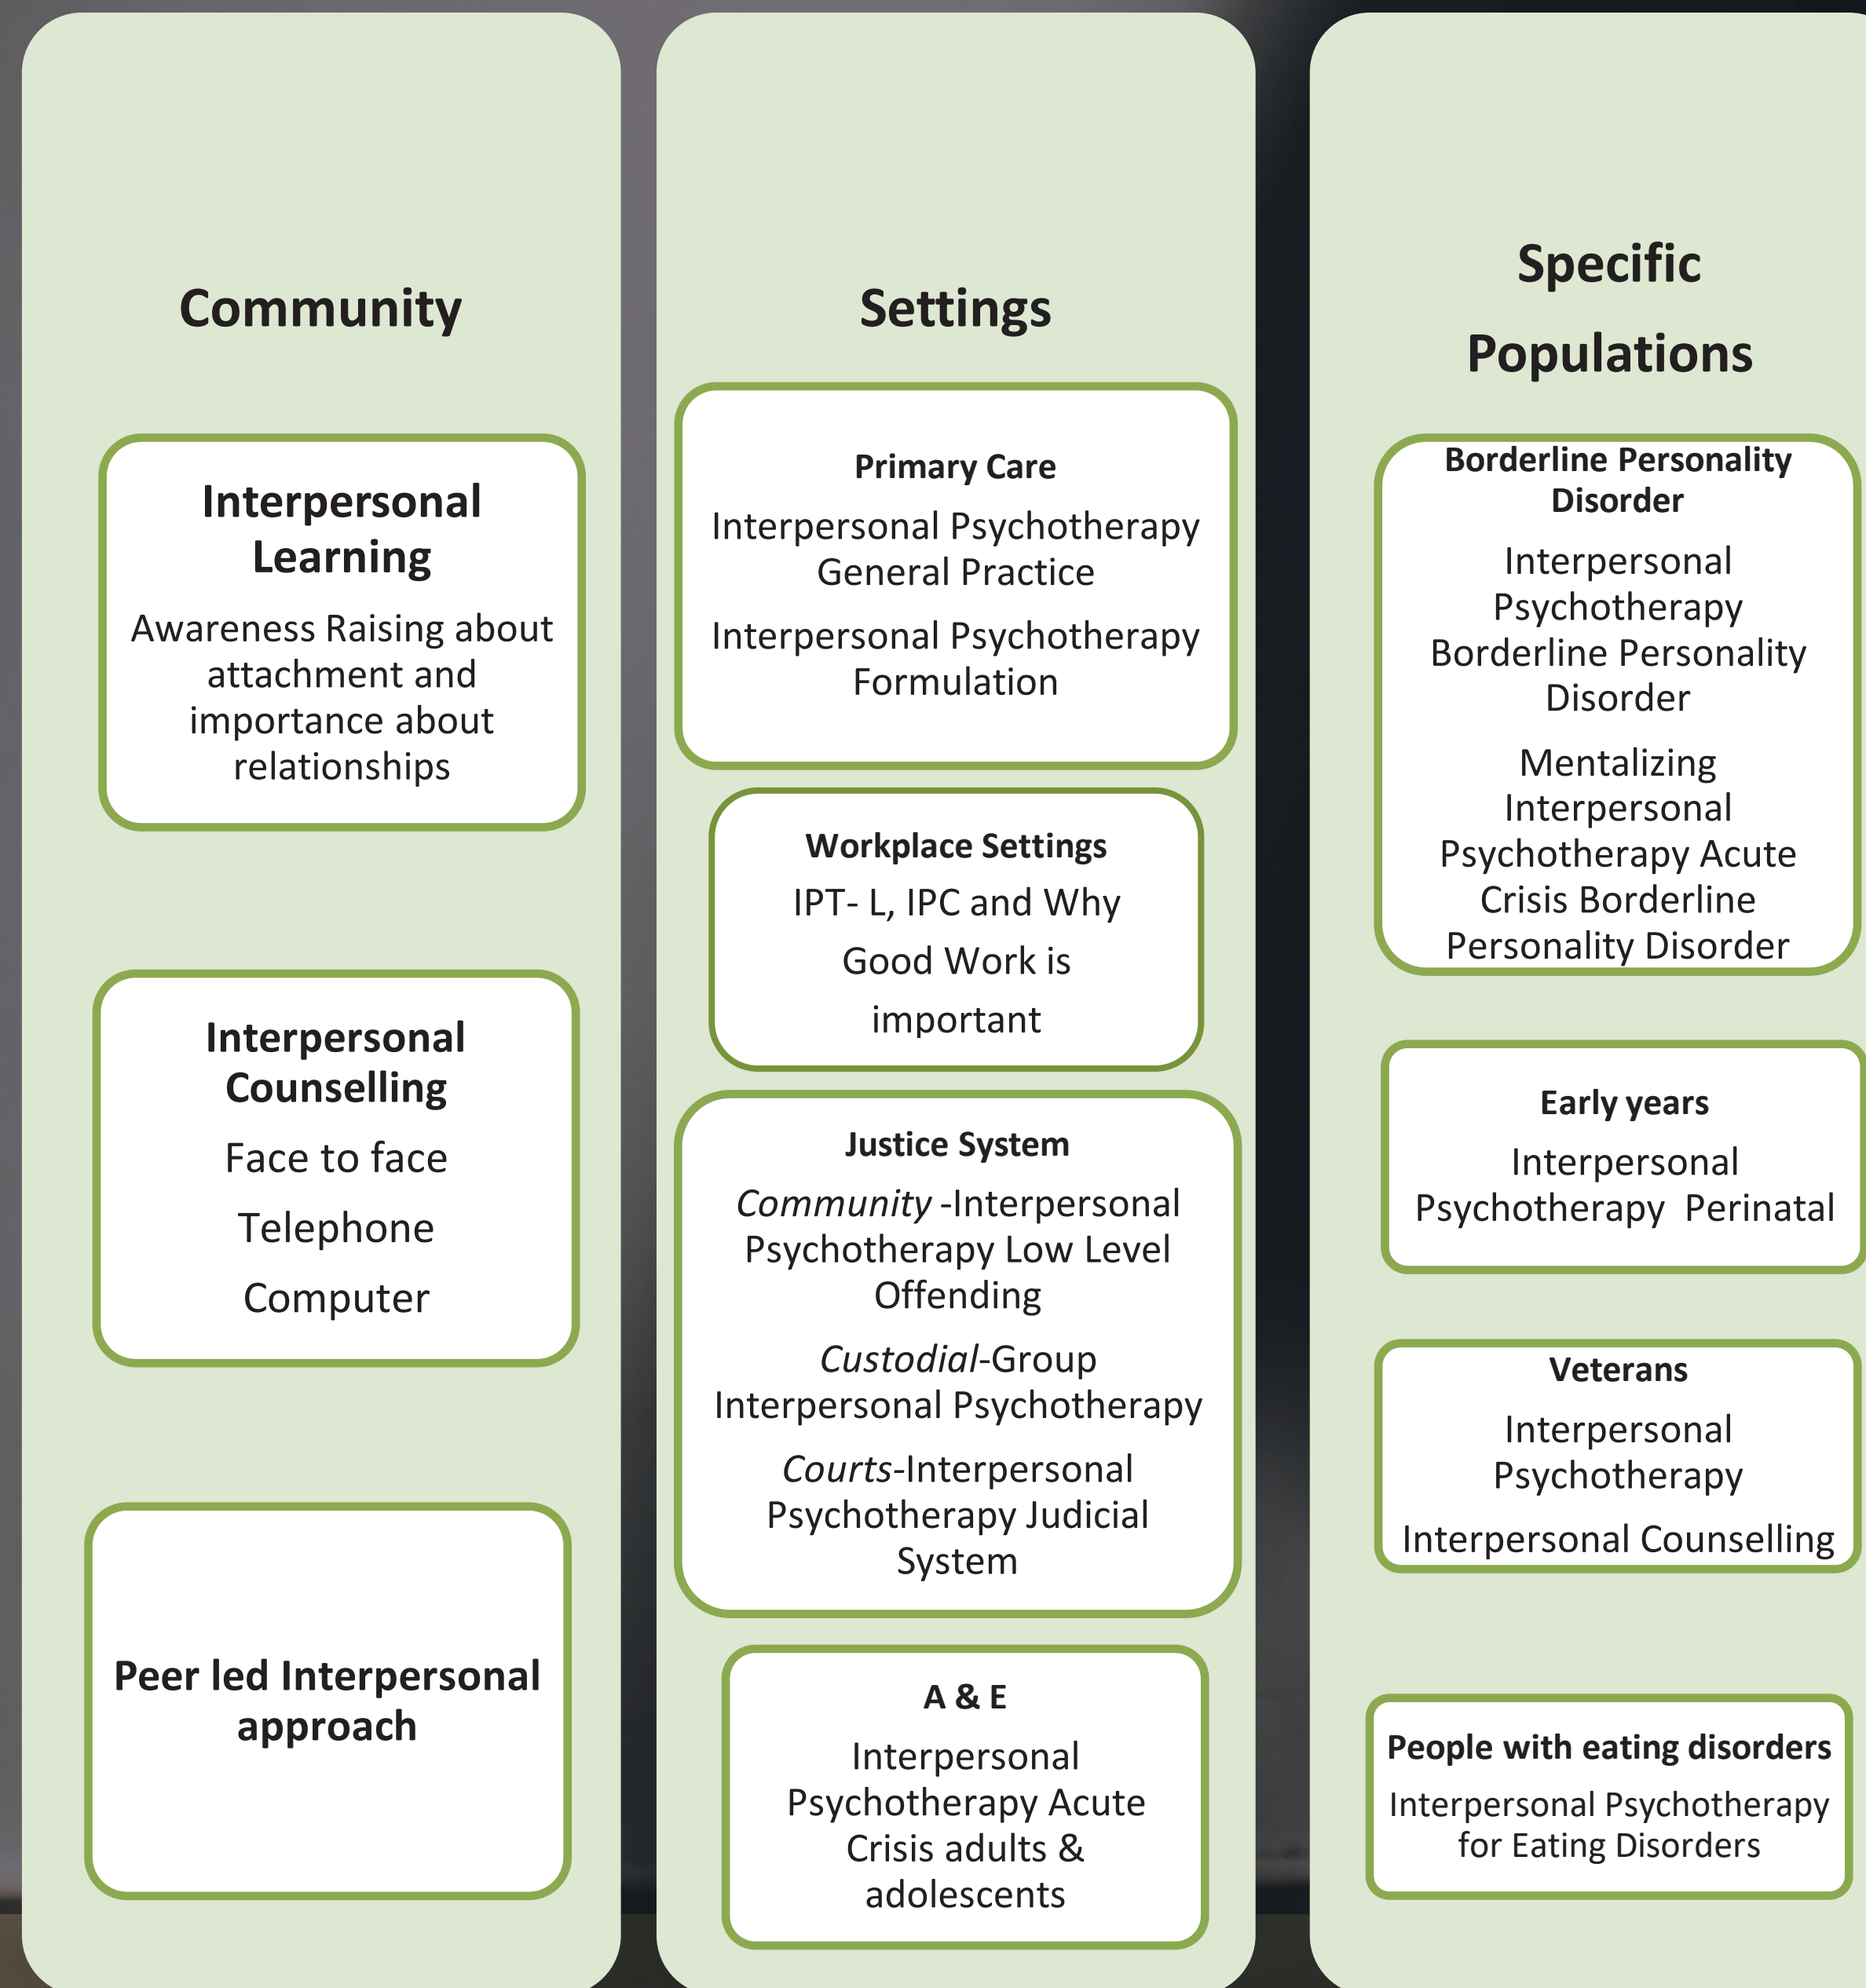 Community
Interpersonal
Learning
Awareness Raising about
attachment and
importance about
relationships
Interpersonal
Counselling
Face to face
Telephone
Computer
Peer led Interpersonal
approach
Settings
Primary Care
Interpersonal Psychotherapy
General Practice
Interpersonal Psychotherapy
Formulation
Workplace Settings
IPT- L, IPC and Why
Good Work is
important
Justice System
Community -Interpersonal
Psychotherapy Low Level
Offending
Custodial-Group
Interpersonal Psychotherapy
Courts-Interpersonal
Psychotherapy Judicial
System
A & E
Interpersonal
Psychotherapy Acute
Crisis adults &
adolescents
Specific
Populations
Borderline Personality
Disorder
Interpersonal
Psychotherapy
Borderline Personality
Disorder
Mentalizing
Interpersonal
Psychotherapy Acute
Crisis Borderline
Personality Disorder
Early years
Interpersonal
Psychotherapy  Perinatal
Veterans
Interpersonal
Psychotherapy
Interpersonal Counselling
People with eating disorders
Interpersonal Psychotherapy
for Eating Disorders